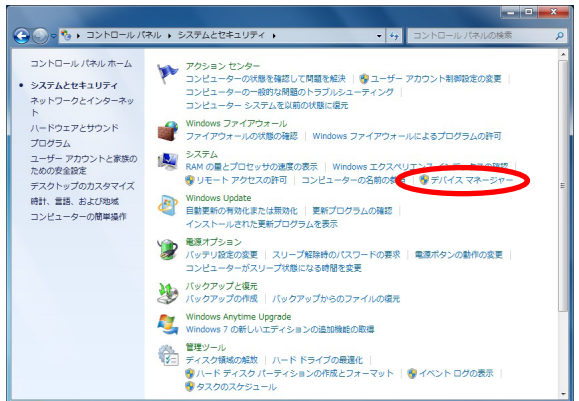 コントロール パネル ▸ システムとセキュリティ ▸
コントロール パネルの検索
コントロール パネル ホーム
システムとセキュリティ
ネットワークとインターネッ
ト
ハードウェアとサウンド
プログラム
ユーザー アカウントと家族の
ための安全設定
デスクトップのカスタマイズ
時計、言語、および地域
コンピューターの簡単操作
アクション センター
コンピューターの状態を確認して問題を解決 | ユーザー アカウント制御設定の変更 |
コンピューターの一般的な問題のトラブルシューティング |
コンピューター システムを以前の状態に復元
Windows ファイアウォール
ファイアウォールの状態の確認 | Windows ファイアウォールによるプログラムの許可
システム
RAM の量とプロセッサの速度の表示 | Windows エクスペリエンス
リモート アクセスの許可 | コンピューターの名前の | デバイス マネージャー
Windows Update
自動更新の有効化または無効化 | 更新プログラムの確認 |
インストールされた更新プログラムを表示
電源オプション
バッテリ設定の変更 | スリープ解除時のパスワードの要求 | 電源ボタンの動作の変更 |
コンピューターがスリープ状態になる時間を変更
バックアップと復元
バックアップの作成 | バックアップからのファイルの復元
Windows Anytime Upgrade
Windows 7 の新しいエディションの追加機能の取得
管理ツール
ディスク領域の解放 | ハード ドライブの最適化 |
ハード ディスク パーティションの作成とフォーマット | イベント ログの表示 |
タスクのスケジュール